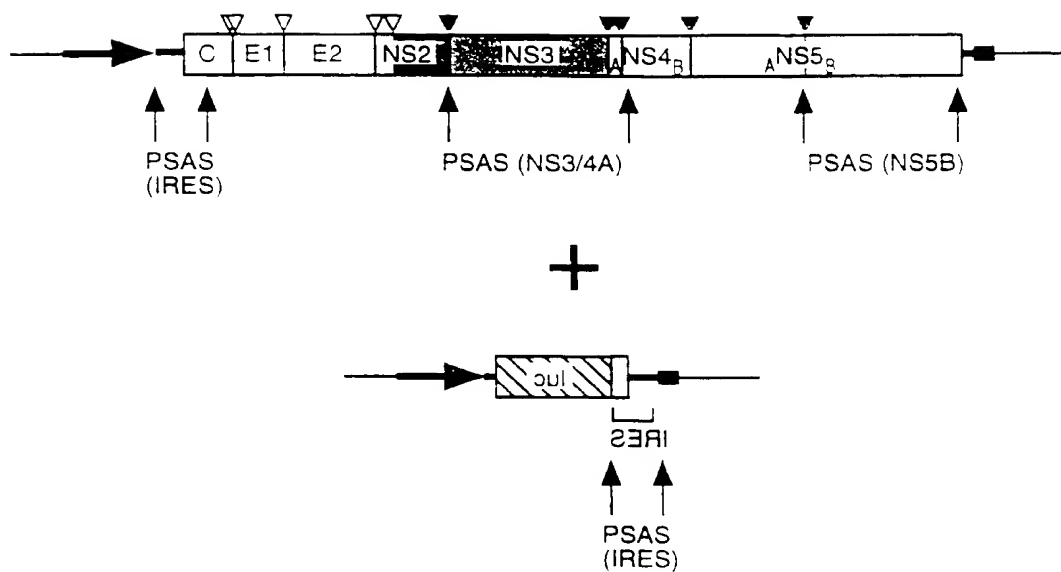 C E1 E2 NS2 NS3 A NS4B ANS5B
PSAS
(IRES)
PSAS (NS3/4A)
PSAS (NS5B)
+
luc
IRES
PSAS
(IRES)